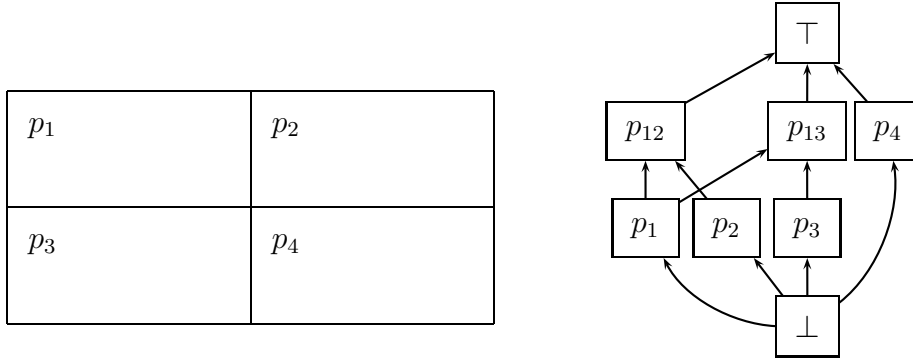 p₁ p₂
p₃ p₄
⊤
p₁₂ p₁₃ p₄
p₁ p₂ p₃
⊥